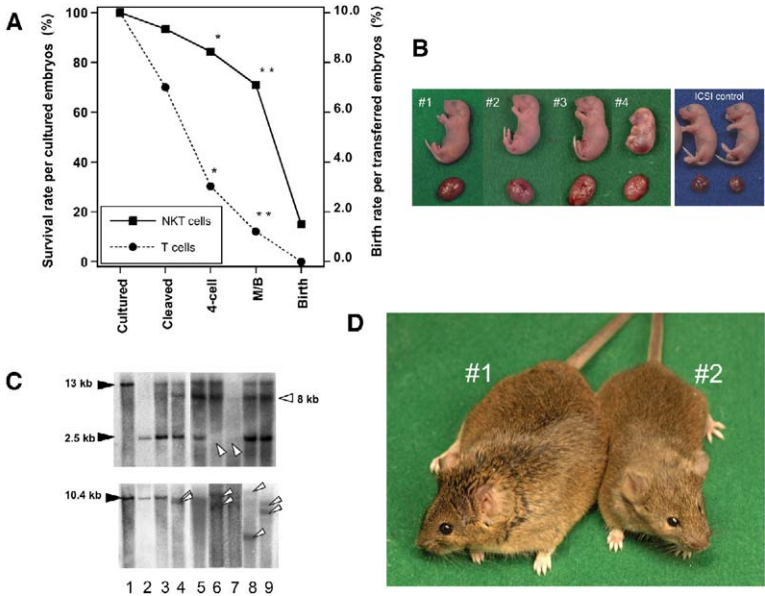 A
Survival rate per cultured embryos (%)
100
80
60
40
20
0
*
* *
*
* *
NKT cells
T cells
10.0
8.0
6.0
4.0
2.0
0.0
Birth rate per transferred embryos (%)
Cultured
Cleaved
4-cell
M/B
Birth
B
#1
#2
#3
#4
ICSI control
C
13 kb
8 kb
2.5 kb
10.4 kb
1 2 3 4 5 6 7 8 9
D
#1
#2